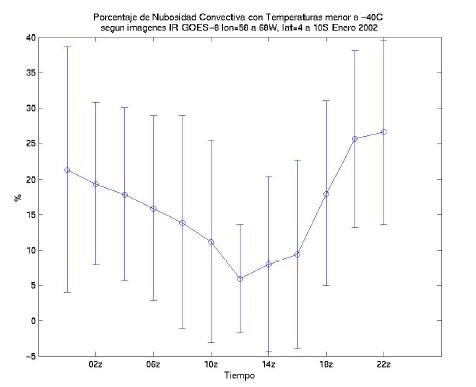 Porcentaje de Nubosidad Convectiva con Temperaturas menor a −40C
segun imagenes IR GOES−8 lon=58 a 68W, lat=4 a 10S Enero 2002
40
35
30
25
20
15
10
5
0
−5
%
02z 06z 10z 14z 18z 22z
Tiempo